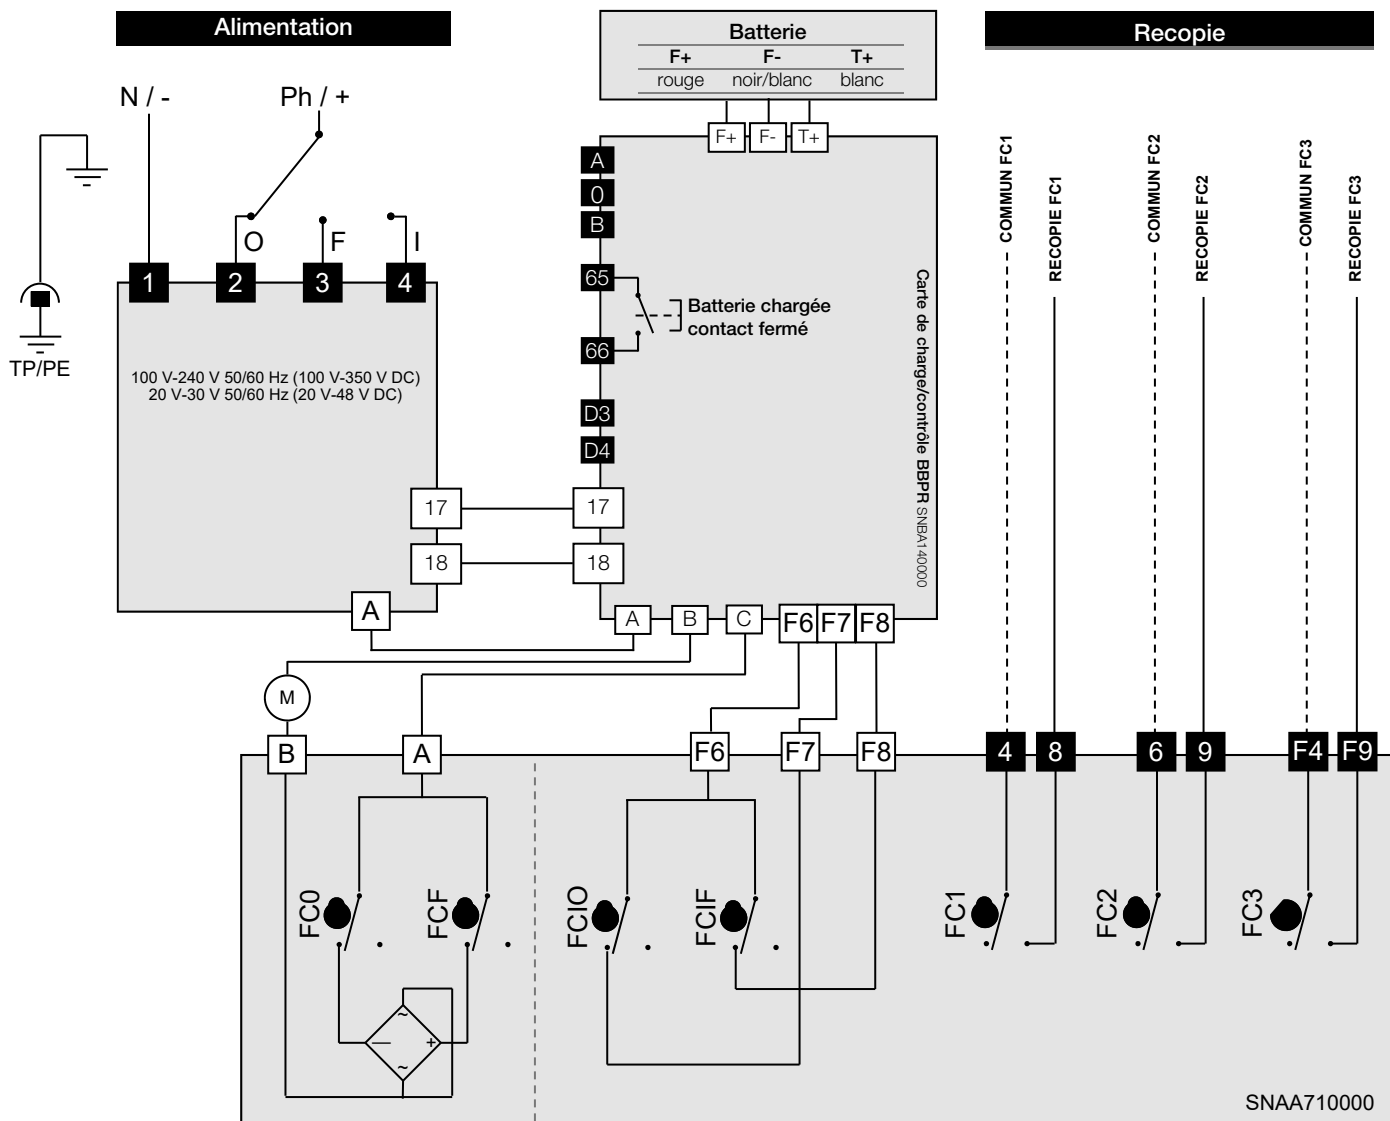 Alimentation
Batterie
F+ F- T+
rouge noir/blanc blanc
Recopie
N / -
Ph / +
F+ F- T+
A
0
B
65
66
D3
D4
17
18
Batterie chargée
contact fermé
Carte de charge/contrôle BBPR SNBA140000
COMMUN FC1
RECOPIE FC1
COMMUN FC2
RECOPIE FC2
COMMUN FC3
RECOPIE FC3
O F I
1 2 3 4
TP/PE
100 V-240 V 50/60 Hz (100 V-350 V DC)
20 V-30 V 50/60 Hz (20 V-48 V DC)
17
18
A
A B C F6 F7 F8
M
B A F6 F7 F8 4 8 6 9 F4 F9
FC0
FCF
FCIO
FCIF
FC1
FC2
FC3
~
— +
~
SNAA710000